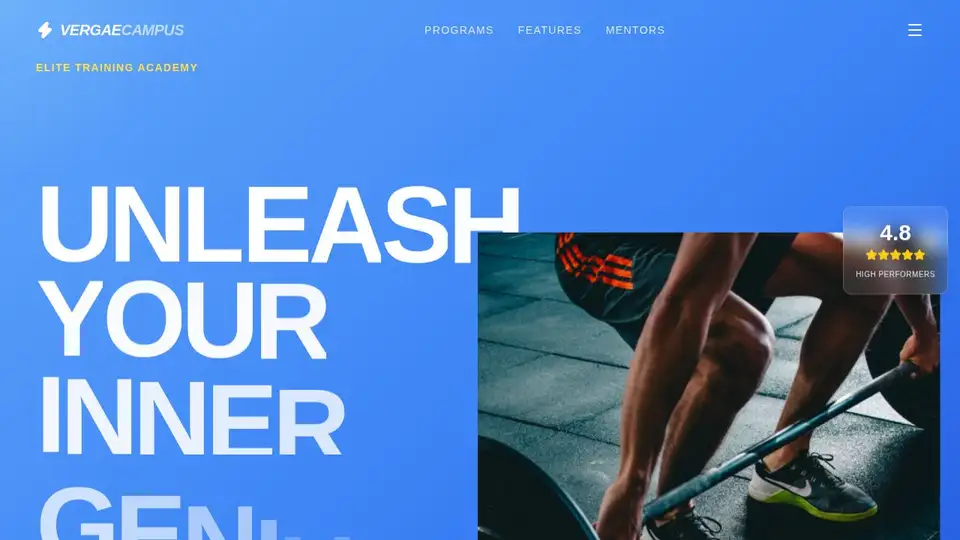 VERGAECAMPUS
PROGRAMS FEATURES MENTORS
ELITE TRAINING ACADEMY
UNLEASH
YOUR
INNER
4.8
HIGH PERFORMERS